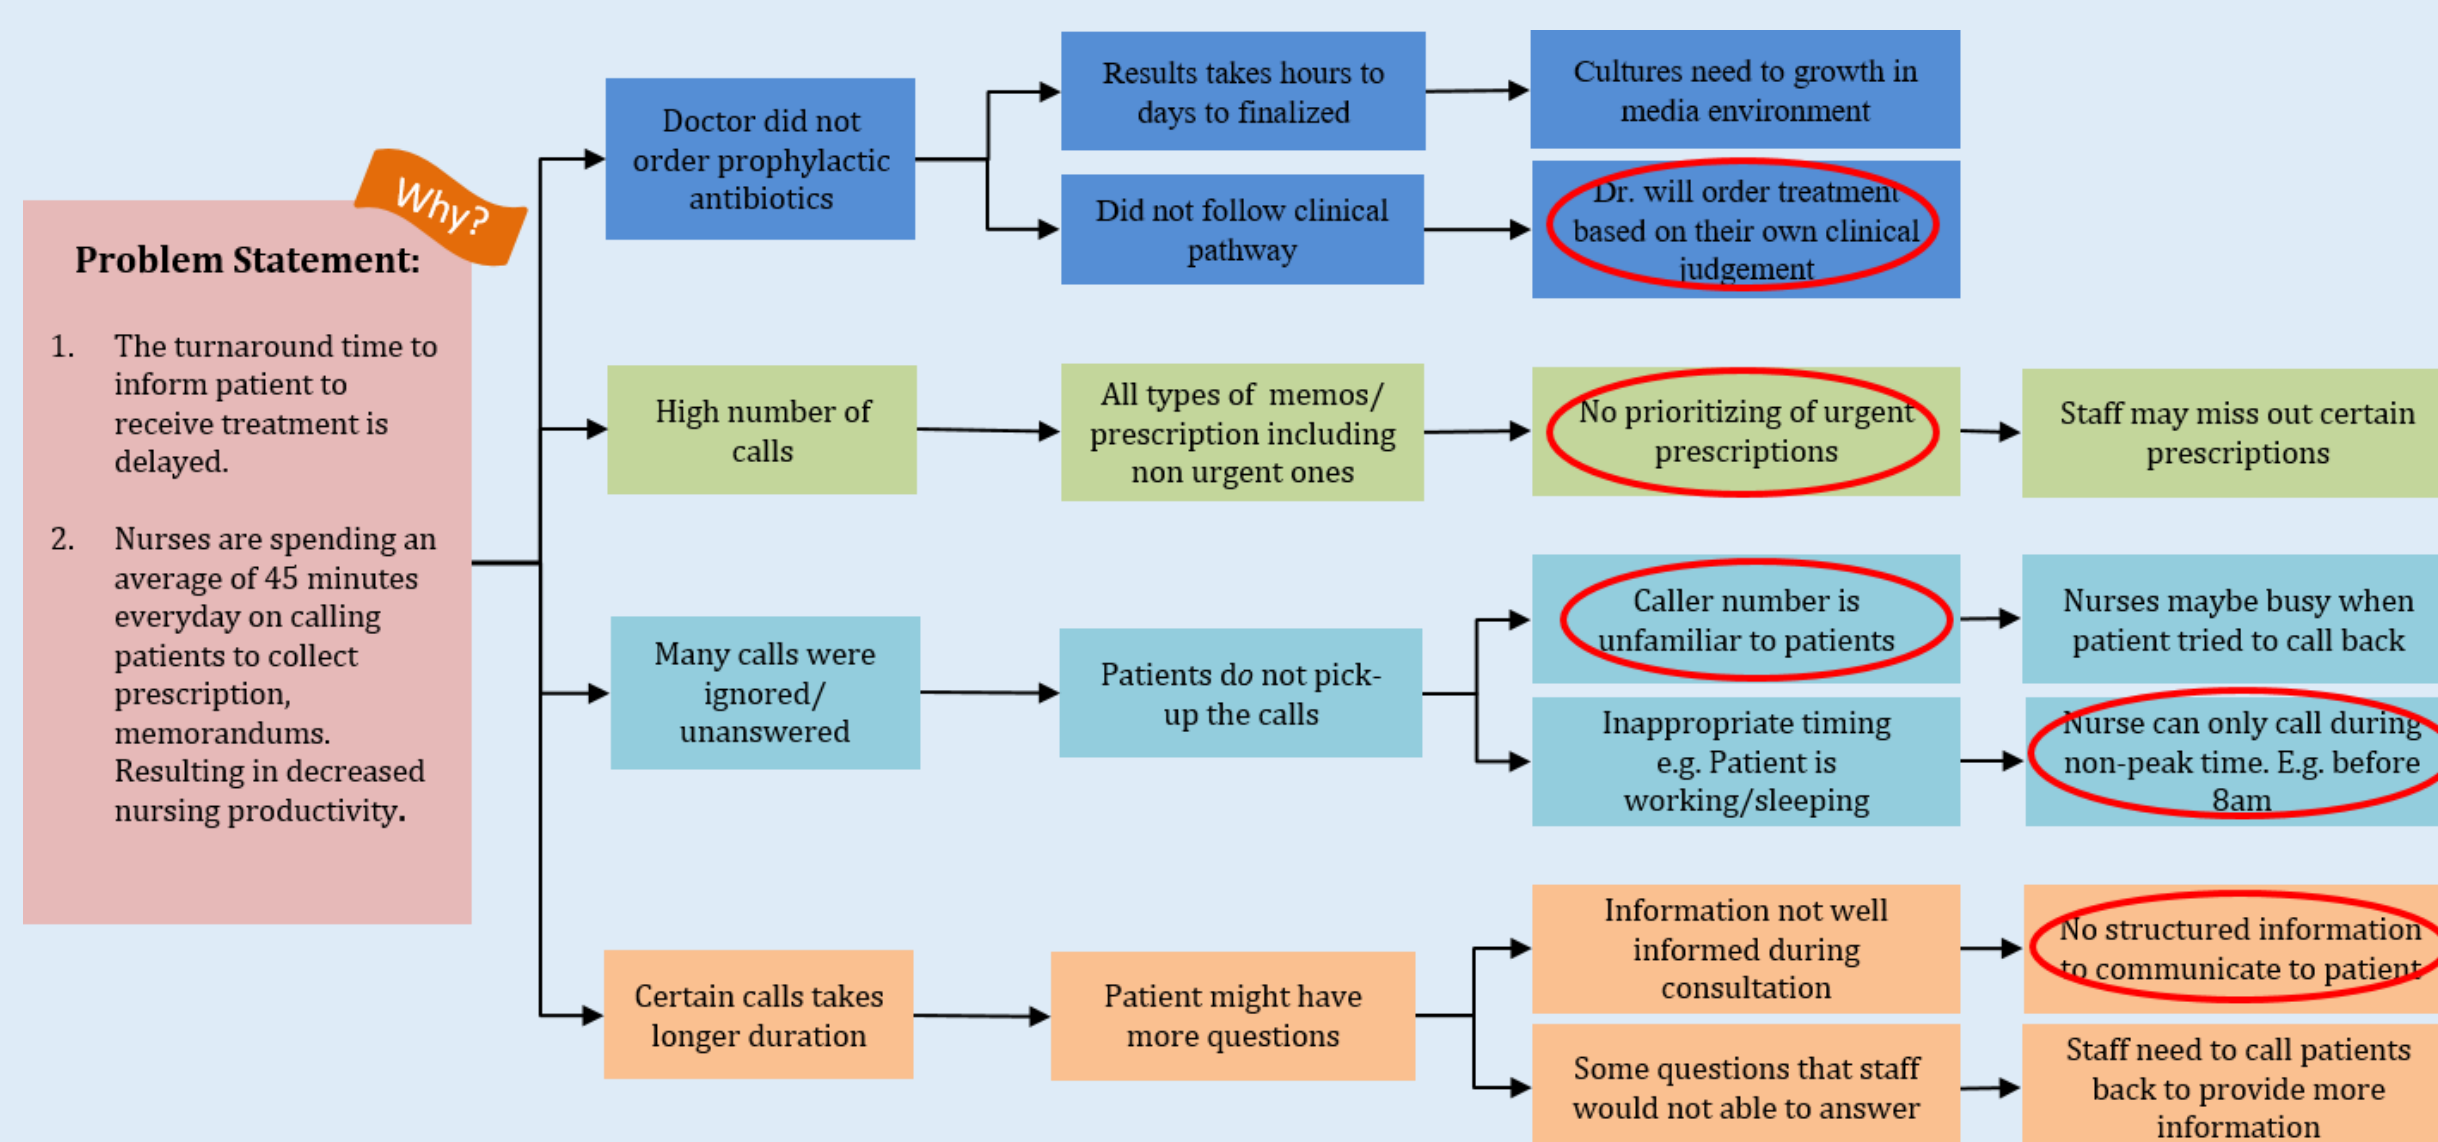 Why?
Problem Statement:
1. The turnaround time to
inform patient to
receive treatment is
delayed.
2. Nurses are spending an
average of 45 minutes
everyday on calling
patients to collect
prescription,
memorandums.
Resulting in decreased
nursing productivity.
Doctor did not
order prophylactic
antibiotics
Results takes hours to
days to finalized
Cultures need to growth in
media environment
Did not follow clinical
pathway
Dr. will order treatment
based on their own clinical
judgement
High number of
calls
All types of memos/
prescription including
non urgent ones
No prioritizing of urgent
prescriptions
Staff may miss out certain
prescriptions
Many calls were
ignored/
unanswered
Patients do not pick-
up the calls
Caller number is
unfamiliar to patients
Nurses maybe busy when
patient tried to call back
Inappropriate timing
e.g. Patient is
working/sleeping
Nurse can only call during
non-peak time. E.g. before
8am
Certain calls takes
longer duration
Patient might have
more questions
Information not well
informed during
consultation
No structured information
to communicate to patient
Some questions that staff
would not able to answer
Staff need to call patients
back to provide more
information